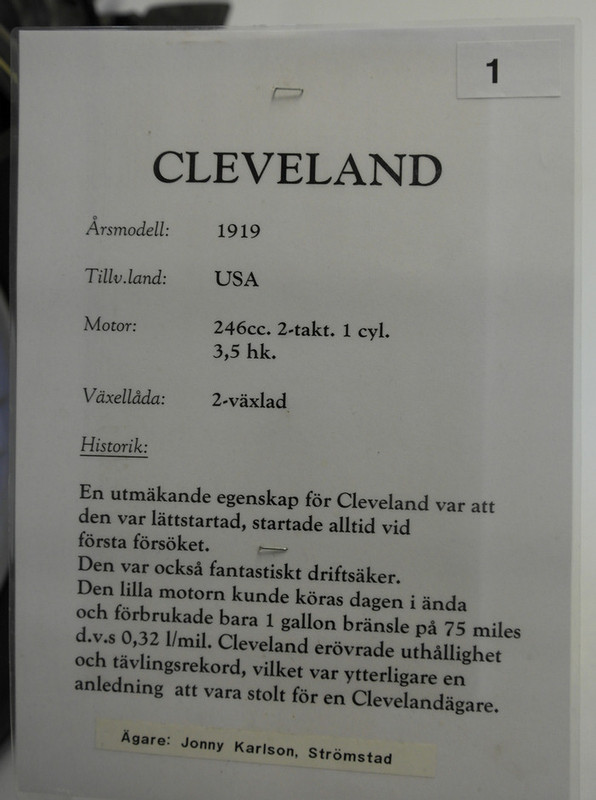 1
CLEVELAND
Årsmodell: 1919
Tillv.land: USA
Motor: 246cc. 2-takt. 1 cyl.
3,5 hk.
Växellåda: 2-växlad
Historik:
En utmäkande egenskap för Cleveland var att
den var lättstartad, startade alltid vid
första försöket.
Den var också fantastiskt driftsäker.
Den lilla motorn kunde köras dagen i ända
och förbrukade bara 1 gallon bränsle på 75 miles
d.v.s 0,32 l/mil. Cleveland erövrade uthållighet
och tävlingsrekord, vilket var ytterligare en
anledning att vara stolt för en Clevelandägare.
Ägare: Jonny Karlson, Strömstad